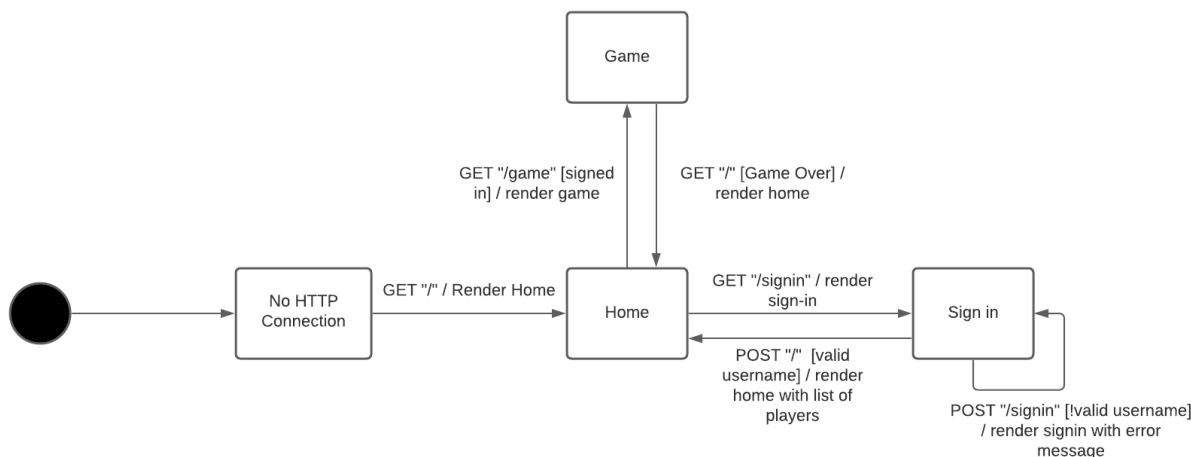 Game
GET "/game" [signed
in] / render game
GET "/" [Game Over] /
render home
No HTTP
Connection
GET "/" / Render Home
Home
GET "/signin" / render
sign-in
Sign in
POST "/"  [valid
username] / render
home with list of
players
POST "/signin" [!valid username]
/ render signin with error
message